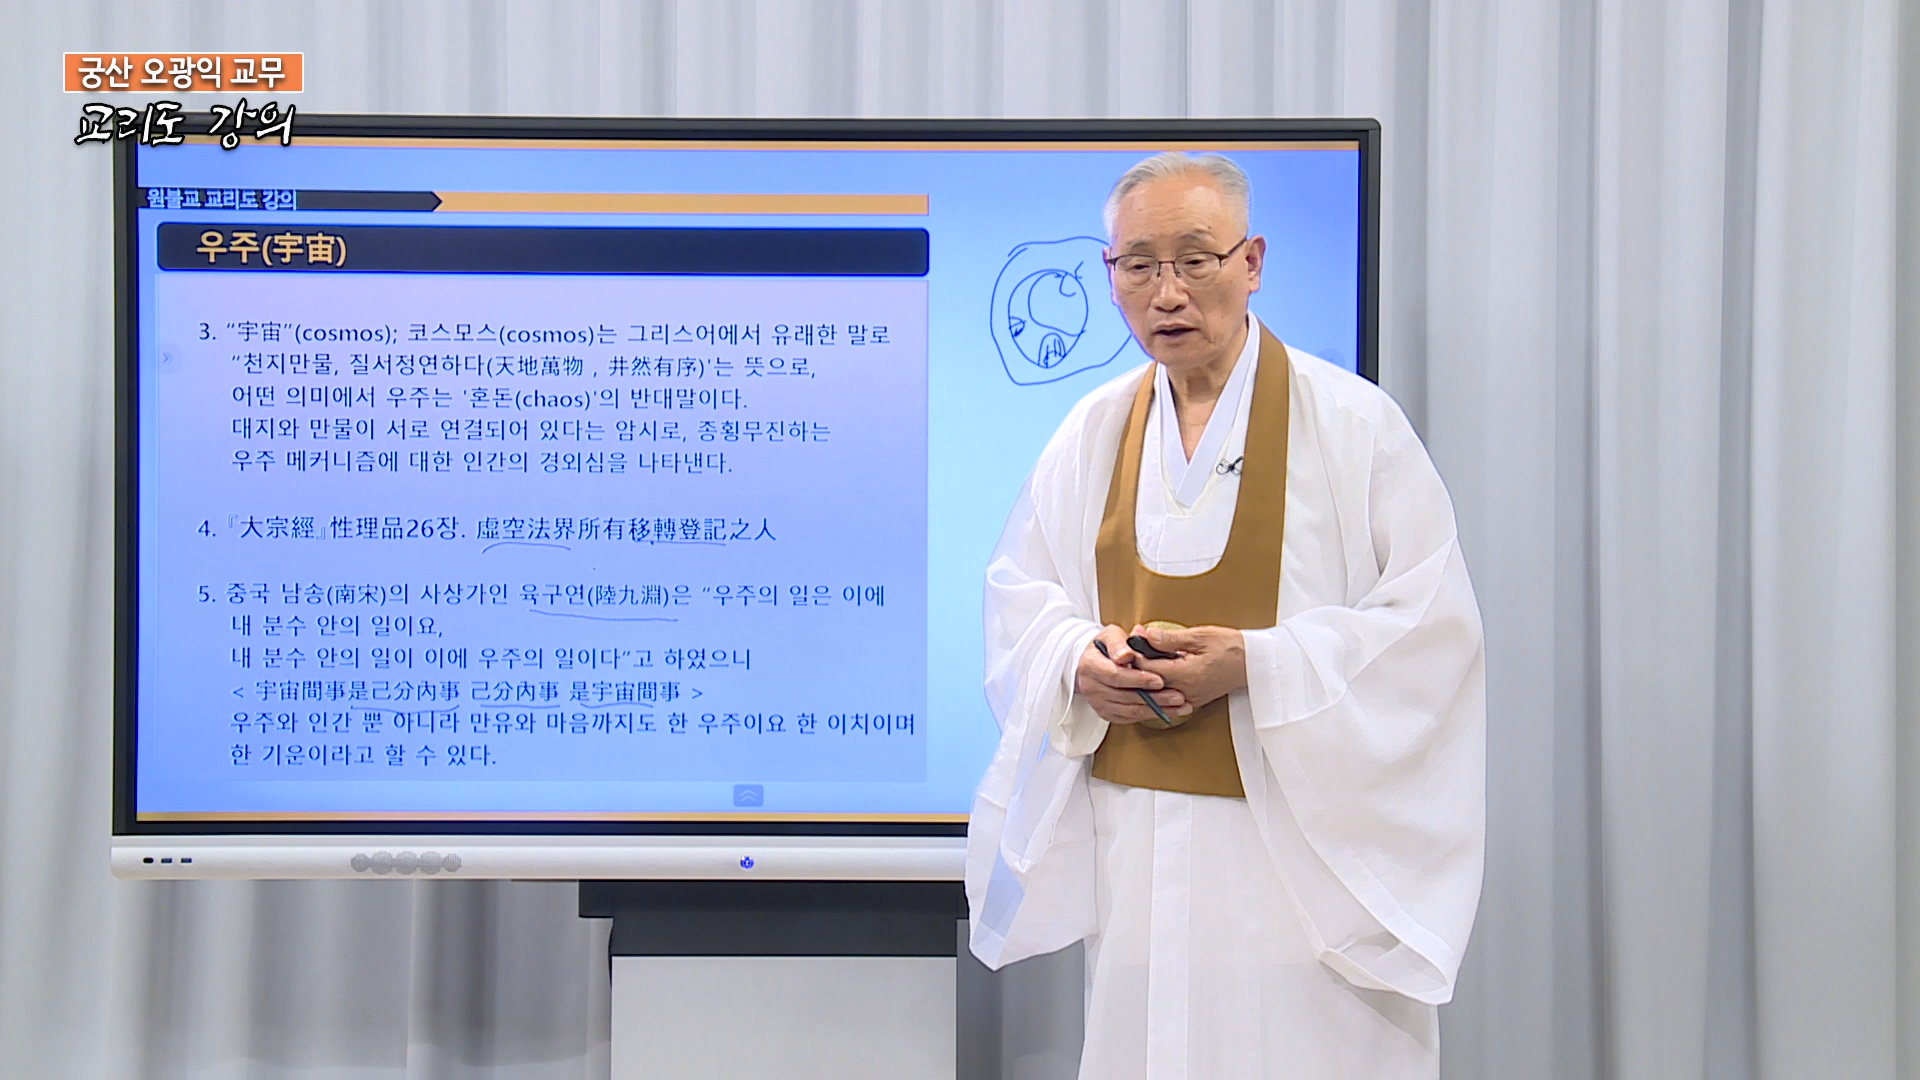 궁산 오광익 교무
교리도 강의
원불교 교리도 강의
우주(宇宙)
3. “宇宙”(cosmos); 코스모스(cosmos)는 그리스어에서 유래한 말로
“천지만물, 질서정연하다(天地萬物 , 井然有序)'는 뜻으로,
어떤 의미에서 우주는 '혼돈(chaos)'의 반대말이다.
대지와 만물이 서로 연결되어 있다는 암시로, 종횡무진하는
우주 메커니즘에 대한 인간의 경외심을 나타낸다.
4. 『大宗經』性理品26장. 虛空法界所有移轉登記之人
5. 중국 남송(南宋)의 사상가인 육구연(陸九淵)은 “우주의 일은 이에
내 분수 안의 일이요,
내 분수 안의 일이 이에 우주의 일이다”고 하였으니
< 宇宙間事是己分內事 己分內事 是宇宙間事 >
우주와 인간 뿐 아니라 만유와 마음까지도 한 우주이요 한 이치이며
한 기운이라고 할 수 있다.